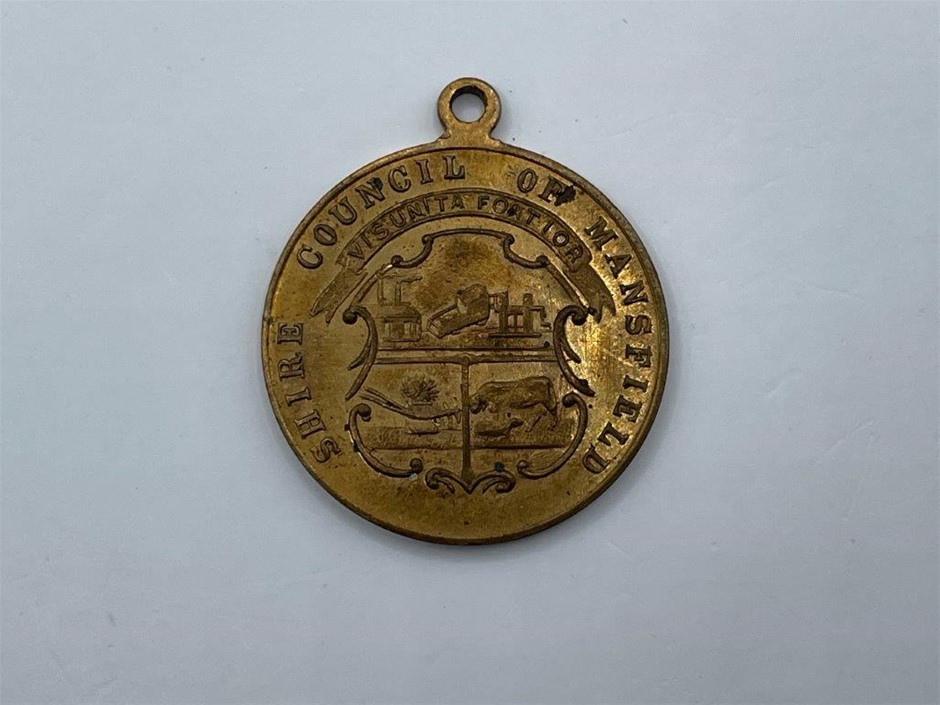 SHIRE COUNCIL OF MANSFIELD
VIS UNITA FORTIOR